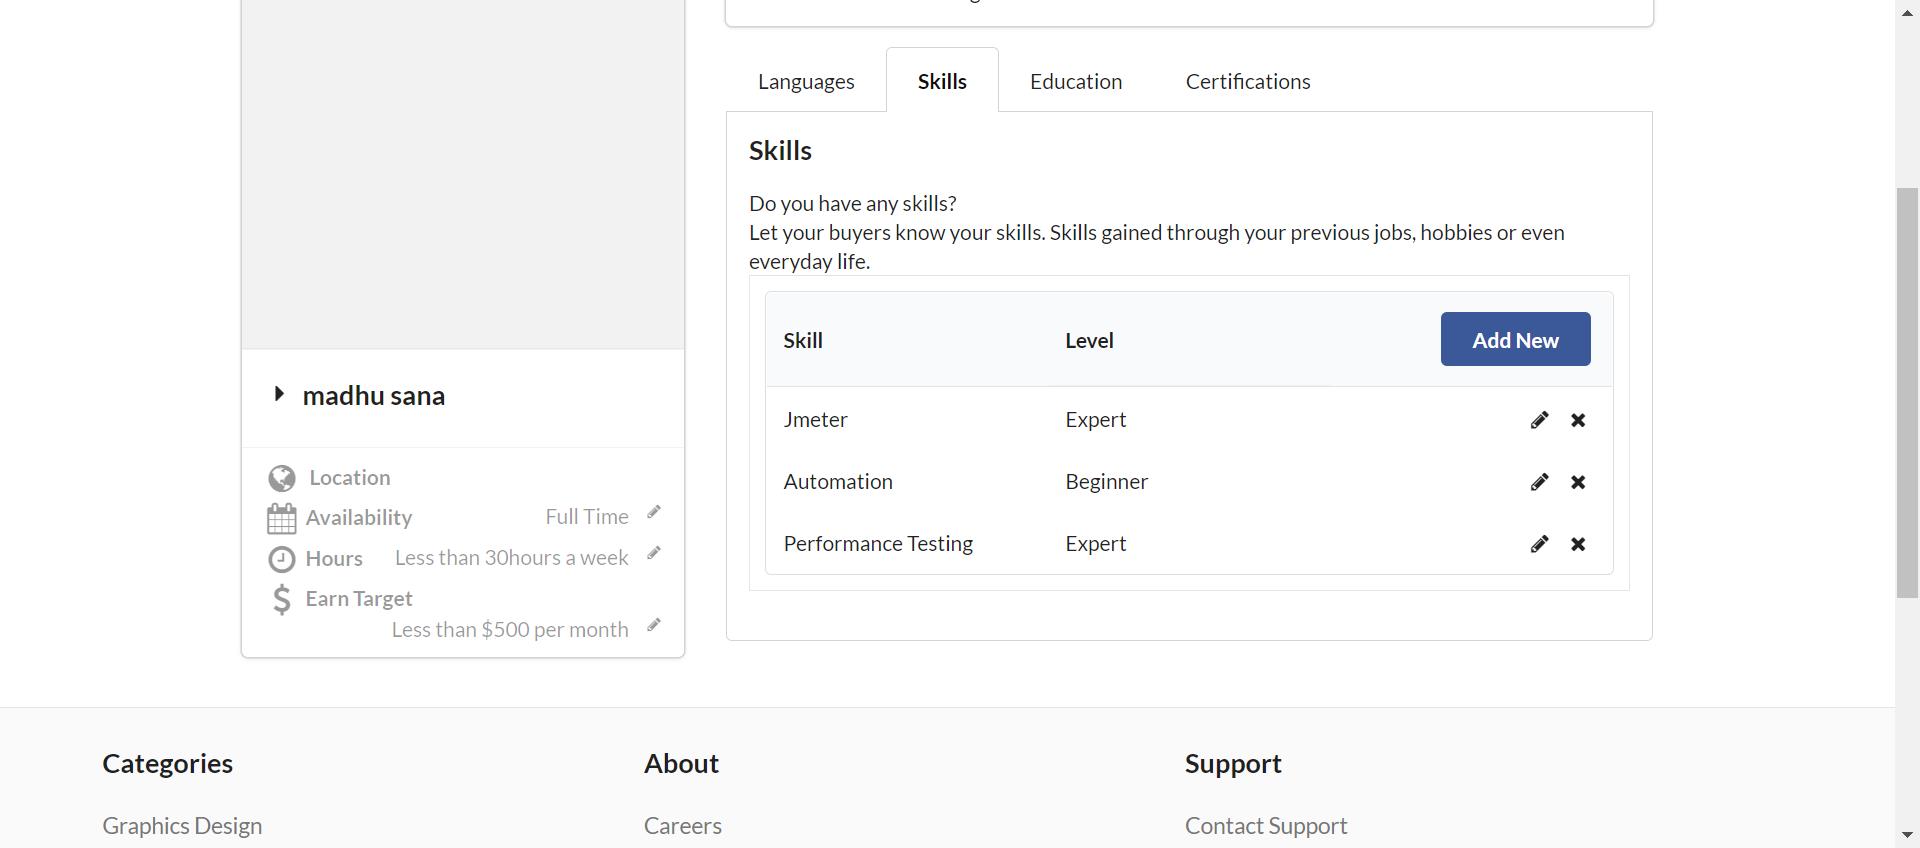 Languages
Skills
Education
Certifications
Skills
Do you have any skills?
Let your buyers know your skills. Skills gained through your previous jobs, hobbies or even
everyday life.
Skill
Level
Add New
Jmeter
Expert
Automation
Beginner
Performance Testing
Expert
madhu sana
Location
Availability
Full Time
Hours
Less than 30hours a week
Earn Target
Less than $500 per month
Categories
About
Support
Graphics Design
Careers
Contact Support